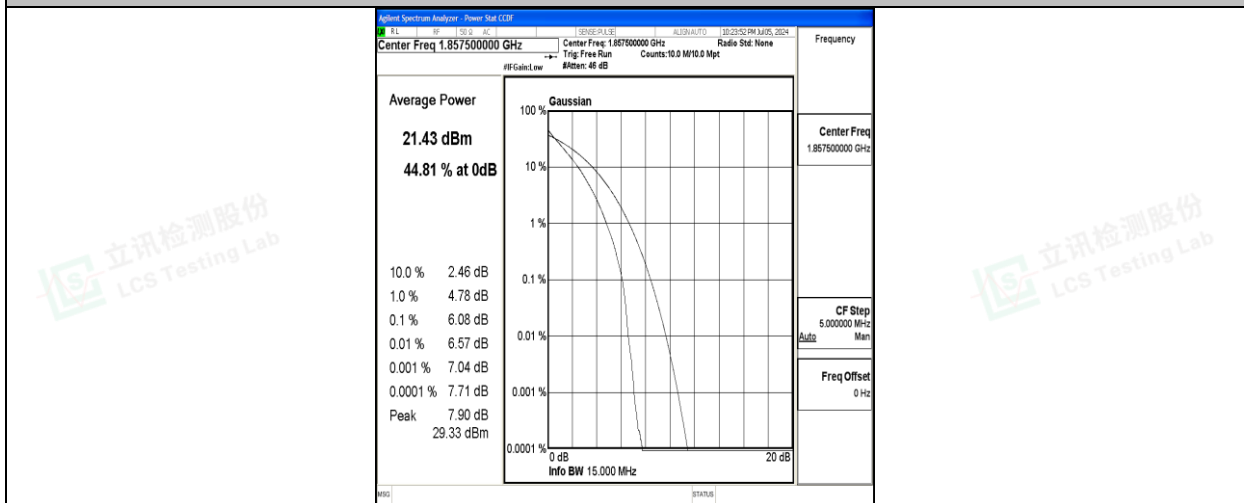 Agilent Spectrum Analyzer - Power Stat CCDF
RL RF 50 Ω AC SENSE:PULSE ALIGNAUTO 10:23:52 PM Jul 05, 2024
Center Freq 1.857500000 GHz
Center Freq: 1.857500000 GHz Radio Std: None
Trig: Free Run Counts:10.0 M/10.0 Mpt
#IFGain:Low #Atten: 46 dB
Frequency
Average Power
21.43 dBm
44.81 % at 0dB
10.0 % 2.46 dB
1.0 % 4.78 dB
0.1 % 6.08 dB
0.01 % 6.57 dB
0.001 % 7.04 dB
0.0001 % 7.71 dB
Peak 7.90 dB
29.33 dBm
Gaussian
100 %
10 %
1 %
0.1 %
0.01 %
0.001 %
0.0001 %
0 dB 20 dB
Info BW 15.000 MHz
Center Freq
1.857500000 GHz
CF Step
5.000000 MHz
Auto Man
Freq Offset
0 Hz
MSG STATUS
立讯检测股份
LCS Testing Lab
立讯检测股份
LCS Testing Lab